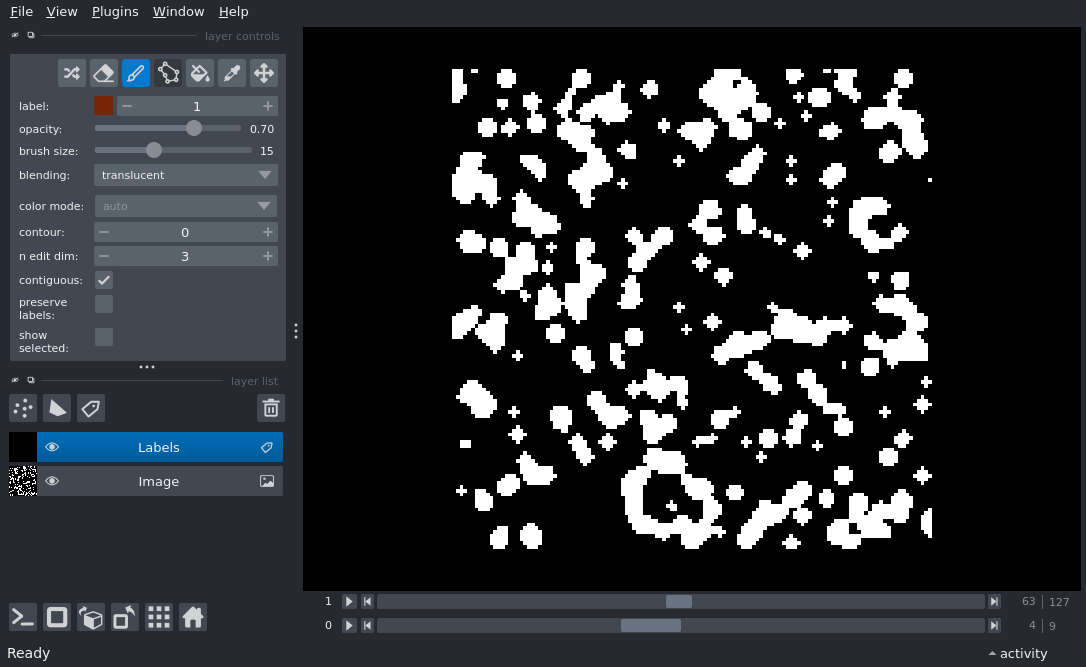 File View Plugins Window Help
layer controls
label: 1
opacity: 0.70
brush size: 15
blending: translucent
color mode: auto
contour: 0
n edit dim: 3
contiguous:
preserve
labels:
show
selected:
layer list
Labels
Image
1 63 127
0 4 9
Ready activity